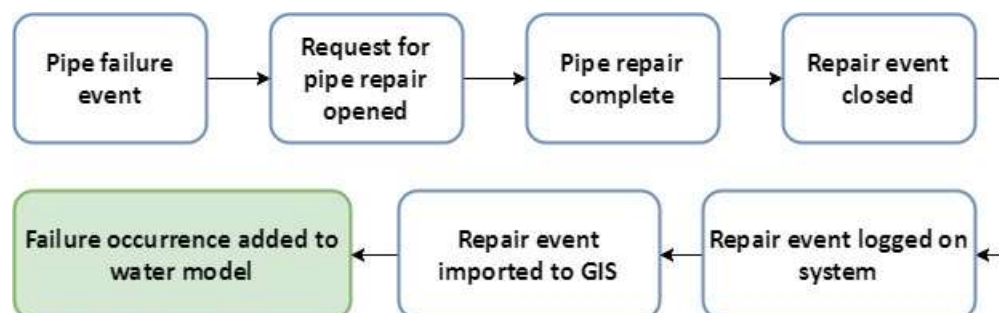 Pipe failure
event
Request for
pipe repair
opened
Pipe repair
complete
Repair event
closed
Repair event logged on
system
Repair event
imported to GIS
Failure occurrence added to
water model